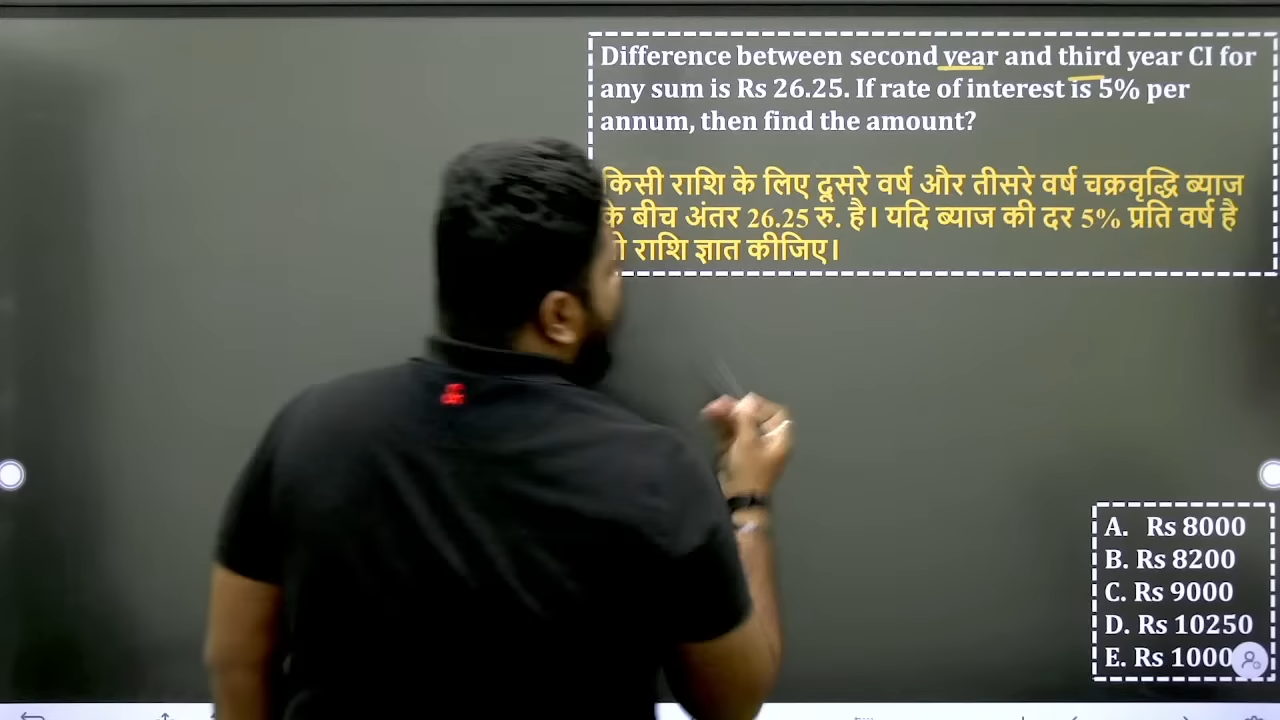 Difference between second year and third year CI for
any sum is Rs 26.25. If rate of interest is 5% per
annum, then find the amount?
किसी राशि के लिए दूसरे वर्ष और तीसरे वर्ष चक्रवृद्धि ब्याज
के बीच अंतर 26.25 रु. है। यदि ब्याज की दर 5% प्रति वर्ष है
राशि ज्ञात कीजिए।
A. Rs 8000
B. Rs 8200
C. Rs 9000
D. Rs 10250
E. Rs